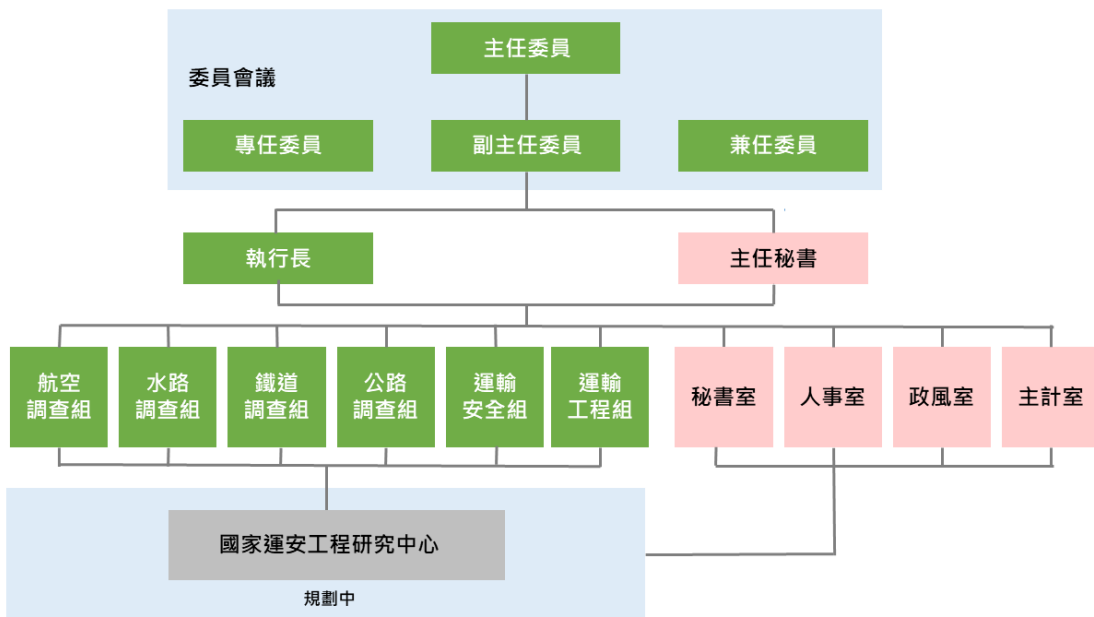 主任委員
委員會議
專任委員
副主任委員
兼任委員
執行長
主任秘書
航空
調查組
水路
調查組
鐵道
調查組
公路
調查組
運輸
安全組
運輸
工程組
秘書室
人事室
政風室
主計室
國家運安工程研究中心
規劃中